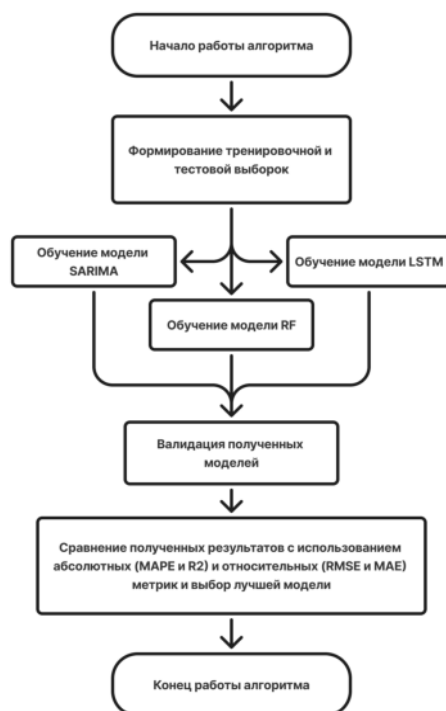 Начало работы алгоритма
Формирование тренировочной и
тестовой выборок
Обучение модели
SARIMA
Обучение модели LSTM
Обучение модели RF
Валидация полученных
моделей
Сравнение полученных результатов с использованием
абсолютных (MAPE и R2) и относительных (RMSE и MAE)
метрик и выбор лучшей модели
Конец работы алгоритма